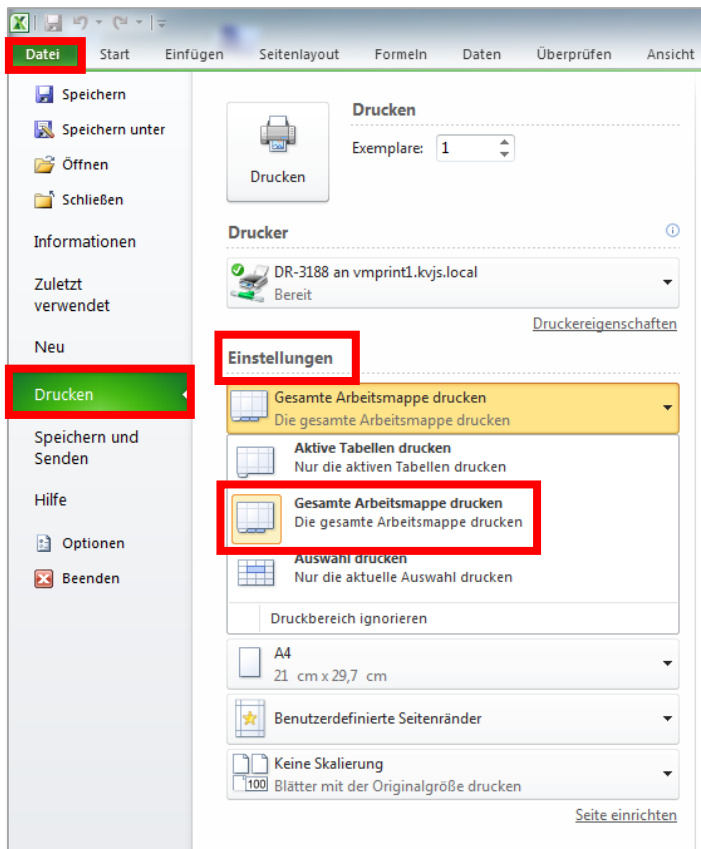 Datei Start Einfügen Seitenlayout Formeln Daten Überprüfen Ansicht
Speichern
Speichern unter
Öffnen
Schließen
Informationen
Zuletzt
verwendet
Neu
Drucken
Speichern und
Senden
Hilfe
Optionen
Beenden
Drucken
Drucken
Exemplare: 1
Drucker
DR-3188 an vmprint1.kvjs.local
Bereit
Druckereigenschaften
Einstellungen
Gesamte Arbeitsmappe drucken
Die gesamte Arbeitsmappe drucken
Aktive Tabellen drucken
Nur die aktiven Tabellen drucken
Gesamte Arbeitsmappe drucken
Die gesamte Arbeitsmappe drucken
Auswahl drucken
Nur die aktuelle Auswahl drucken
Druckbereich ignorieren
A4
21 cm x 29,7 cm
Benutzerdefinierte Seitenränder
Keine Skalierung
100 Blätter mit der Originalgröße drucken
Seite einrichten